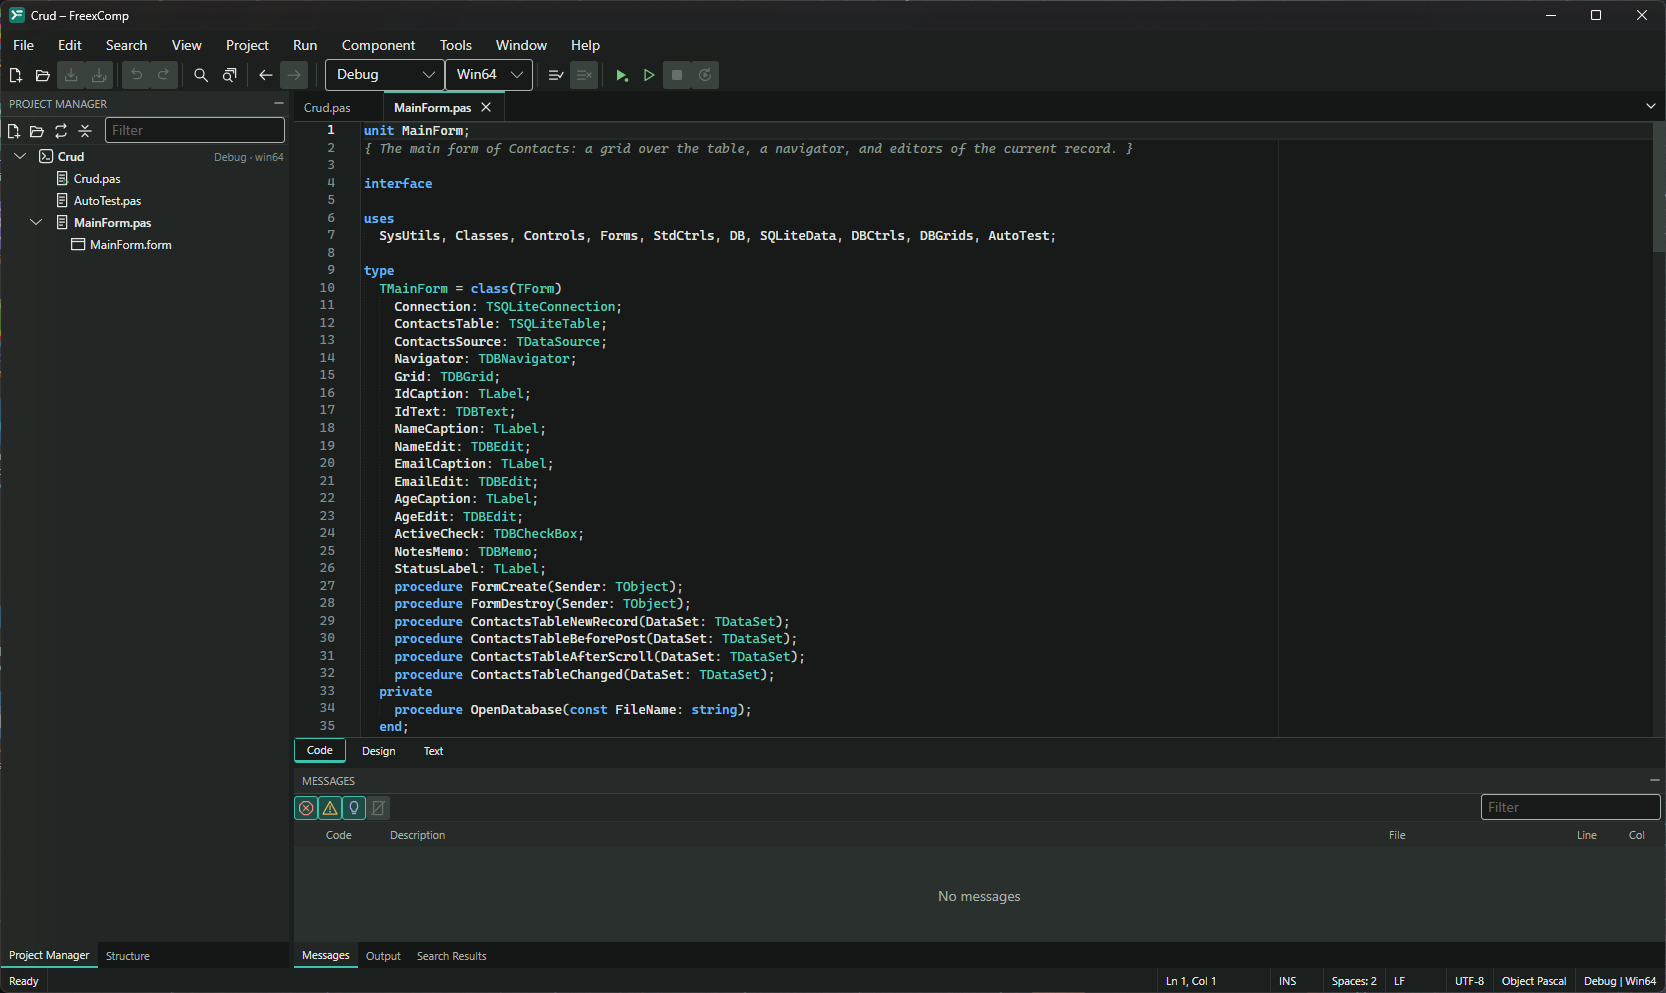 Crud – FreexComp
File Edit Search View Project Run Component Tools Window Help
Debug Win64
PROJECT MANAGER
Filter
Crud Debug · win64
Crud.pas
AutoTest.pas
MainForm.pas
MainForm.form
Crud.pas MainForm.pas
1 unit MainForm;
2 { The main form of Contacts: a grid over the table, a navigator, and editors of the current record. }
3
4 interface
5
6 uses
7 SysUtils, Classes, Controls, Forms, StdCtrls, DB, SQLiteData, DBCtrls, DBGrids, AutoTest;
8
9 type
10 TMainForm = class(TForm)
11 Connection: TSQLiteConnection;
12 ContactsTable: TSQLiteTable;
13 ContactsSource: TDataSource;
14 Navigator: TDBNavigator;
15 Grid: TDBGrid;
16 IdCaption: TLabel;
17 IdText: TDBText;
18 NameCaption: TLabel;
19 NameEdit: TDBEdit;
20 EmailCaption: TLabel;
21 EmailEdit: TDBEdit;
22 AgeCaption: TLabel;
23 AgeEdit: TDBEdit;
24 ActiveCheck: TDBCheckBox;
25 NotesMemo: TDBMemo;
26 StatusLabel: TLabel;
27 procedure FormCreate(Sender: TObject);
28 procedure FormDestroy(Sender: TObject);
29 procedure ContactsTableNewRecord(DataSet: TDataSet);
30 procedure ContactsTableBeforePost(DataSet: TDataSet);
31 procedure ContactsTableAfterScroll(DataSet: TDataSet);
32 procedure ContactsTableChanged(DataSet: TDataSet);
33 private
34 procedure OpenDatabase(const FileName: string);
35 end;
Code Design Text
MESSAGES
Filter
Code Description File Line Col
No messages
Project Manager Structure
Messages Output Search Results
Ready Ln 1, Col 1 INS Spaces: 2 LF UTF-8 Object Pascal Debug | Win64